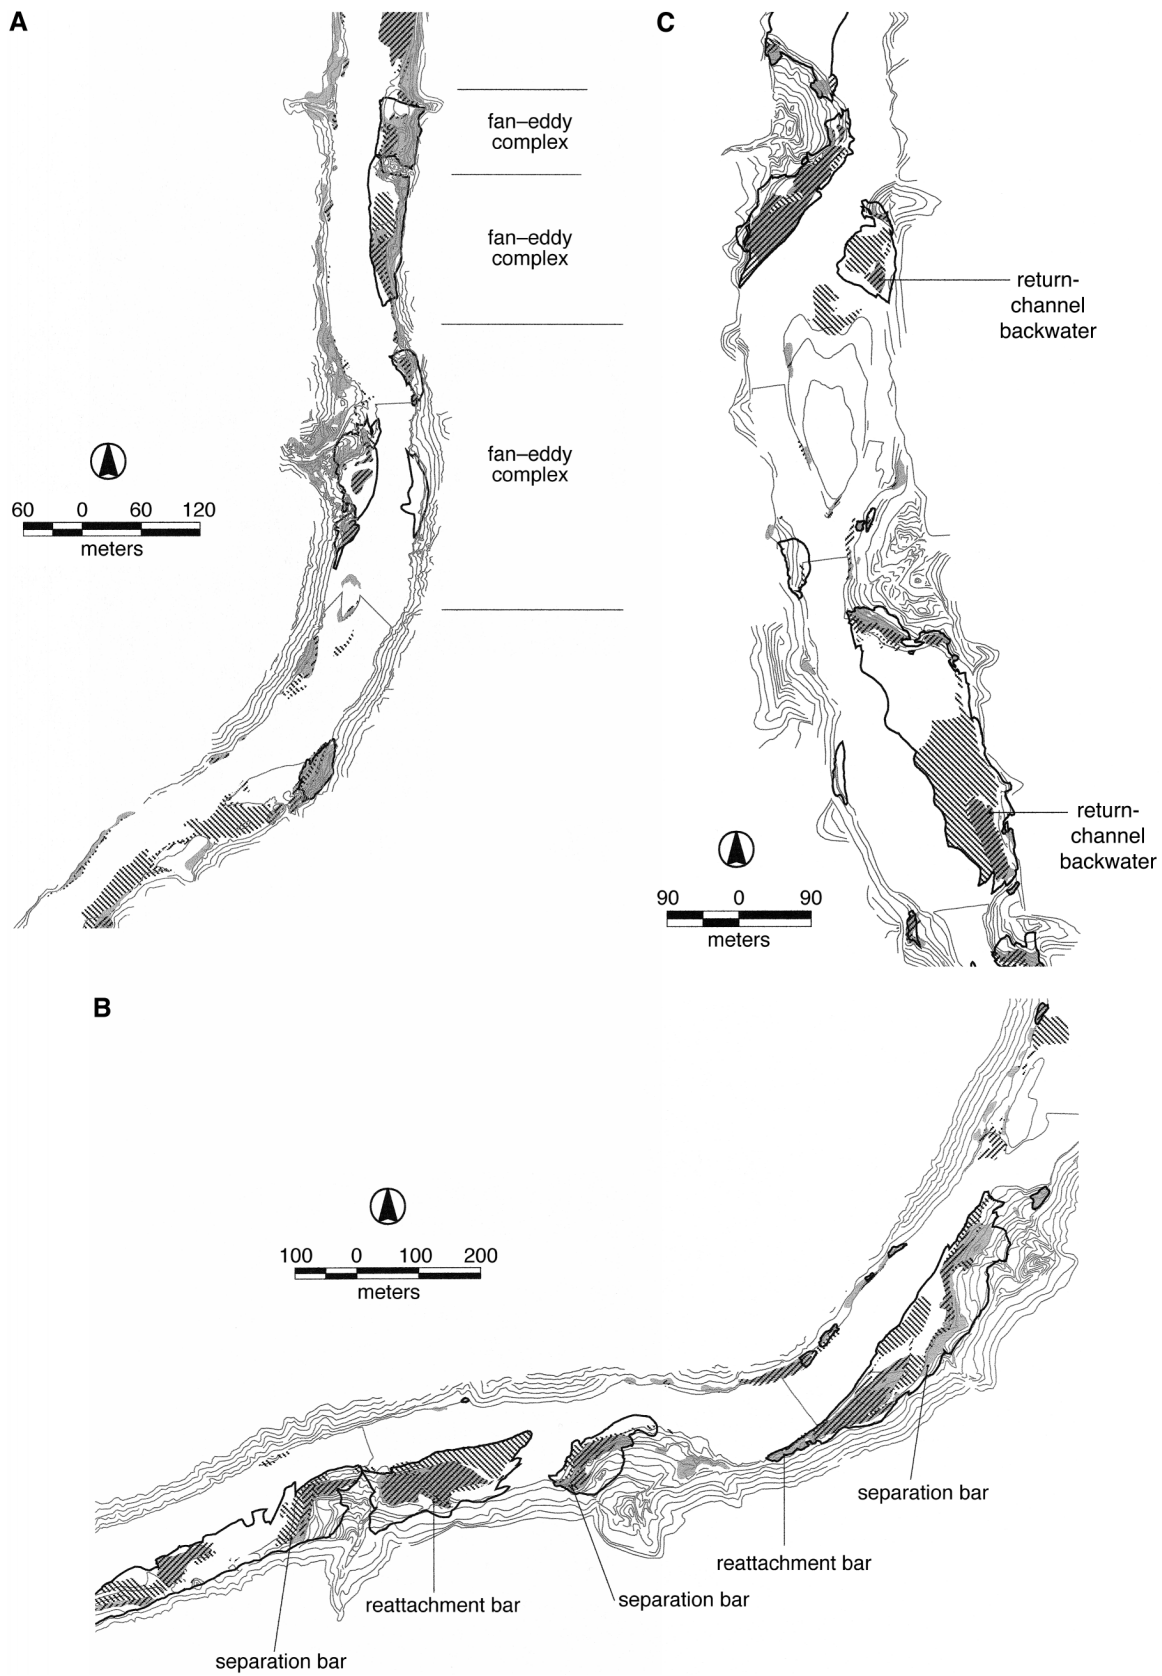 A
fan–eddy
complex
fan–eddy
complex
fan–eddy
complex
60 0 60 120
meters
C
return-
channel
backwater
return-
channel
backwater
90 0 90
meters
B
100 0 100 200
meters
separation bar
reattachment bar
separation bar
reattachment bar
separation bar